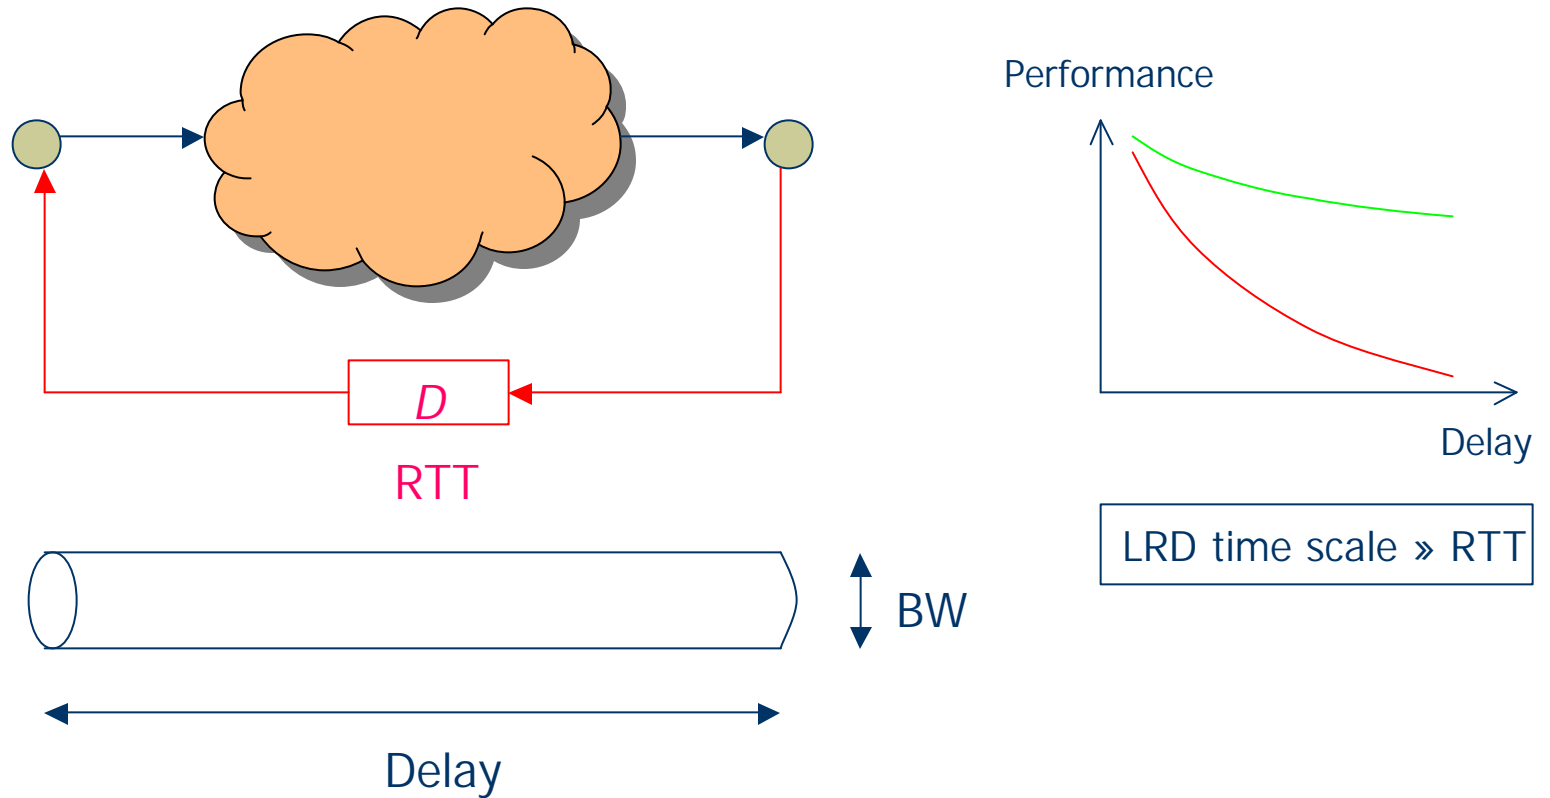 Performance
D
RTT
Delay
LRD time scale » RTT
BW
Delay